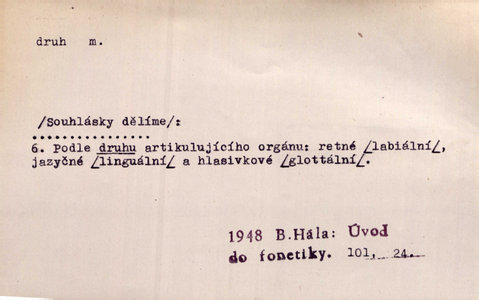 druh m.
/Souhlásky dělíme/:
................
6. Podle druhu artikulujícího orgánu: retné /labiální/,
jazyčné /linguální/ a hlasivkové /glottální/.
1948 B.Hála: Úvod
do fonetiky. 101, 24.